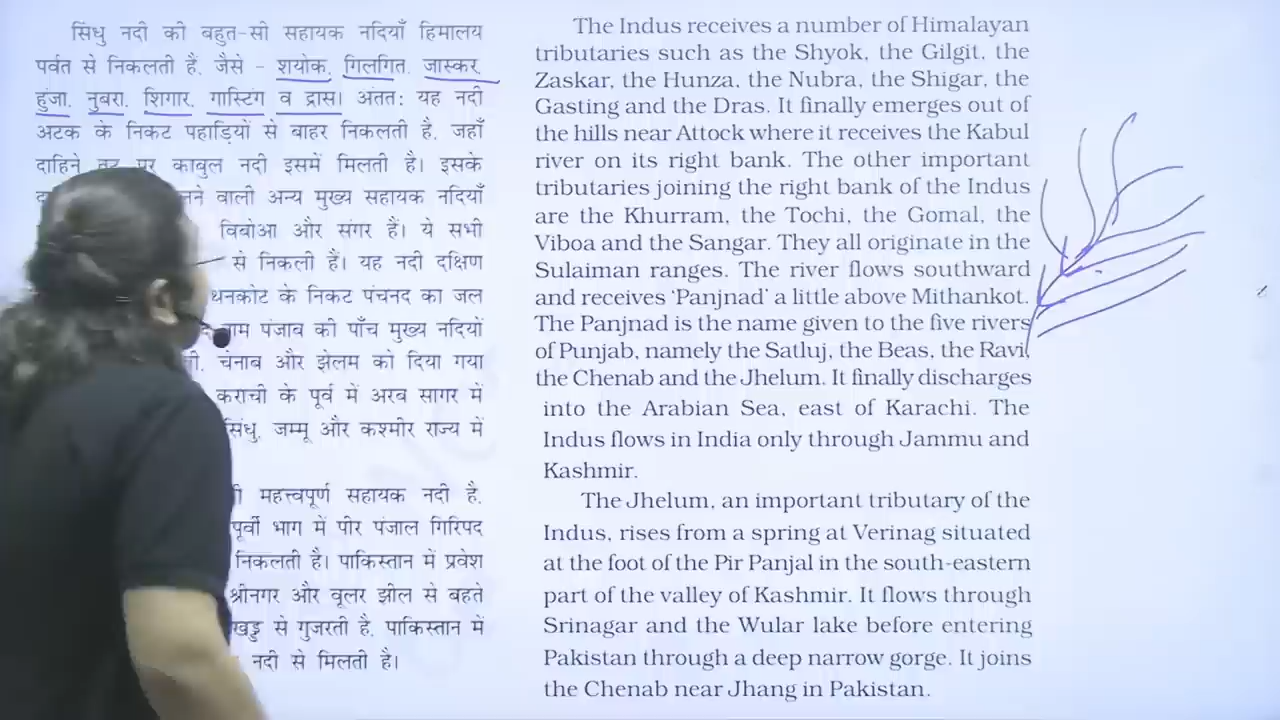 सिंधु नदी की बहुत-सी सहायक नदियाँ हिमालय
पर्वत से निकलती हैं, जैसे - शयोक, गिलगित, जास्कर,
हुंजा, नुबरा, शिगार, गास्टिंग व द्रास। अंततः यह नदी
अटक के निकट पहाड़ियों से बाहर निकलती है, जहाँ
दाहिने तट पर काबुल नदी इसमें मिलती है। इसके
वाली अन्य मुख्य सहायक नदियाँ
विबोआ और संगर हैं। ये सभी
से निकली हैं। यह नदी दक्षिण
के निकट पंचनद का जल
पंजाब की पाँच मुख्य नदियों
चेनाब और झेलम को दिया गया
कराची के पूर्व में अरब सागर में
सिंधु, जम्मू और कश्मीर राज्य में
महत्त्वपूर्ण सहायक नदी है,
पूर्वी भाग में पीर पंजाल गिरिपद
निकलती है। पाकिस्तान में प्रवेश
श्रीनगर और वूलर झील से बहते
खड्ड से गुजरती है, पाकिस्तान में
नदी से मिलती है।
The Indus receives a number of Himalayan
tributaries such as the Shyok, the Gilgit, the
Zaskar, the Hunza, the Nubra, the Shigar, the
Gasting and the Dras. It finally emerges out of
the hills near Attock where it receives the Kabul
river on its right bank. The other important
tributaries joining the right bank of the Indus
are the Khurram, the Tochi, the Gomal, the
Viboa and the Sangar. They all originate in the
Sulaiman ranges. The river flows southward
and receives ‘Panjnad’ a little above Mithankot.
The Panjnad is the name given to the five rivers
of Punjab, namely the Satluj, the Beas, the Ravi,
the Chenab and the Jhelum. It finally discharges
into the Arabian Sea, east of Karachi. The
Indus flows in India only through Jammu and
Kashmir.
The Jhelum, an important tributary of the
Indus, rises from a spring at Verinag situated
at the foot of the Pir Panjal in the south-eastern
part of the valley of Kashmir. It flows through
Srinagar and the Wular lake before entering
Pakistan through a deep narrow gorge. It joins
the Chenab near Jhang in Pakistan.